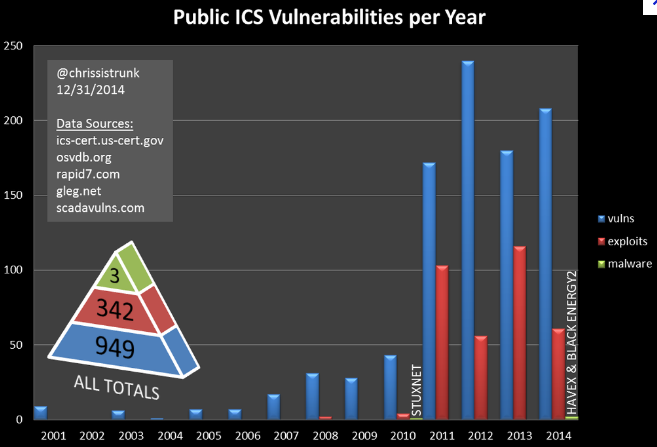 Public ICS Vulnerabilities per Year
250
200
150
100
50
0
@chrissistrunk
12/31/2014
Data Sources:
ics-cert.us-cert.gov
osvdb.org
rapid7.com
gleg.net
scadavulns.com
3
342
949
ALL TOTALS
STUXNET
HAVEX & BLACK ENERGY2
vulns
exploits
malware
2001 2002 2003 2004 2005 2006 2007 2008 2009 2010 2011 2012 2013 2014